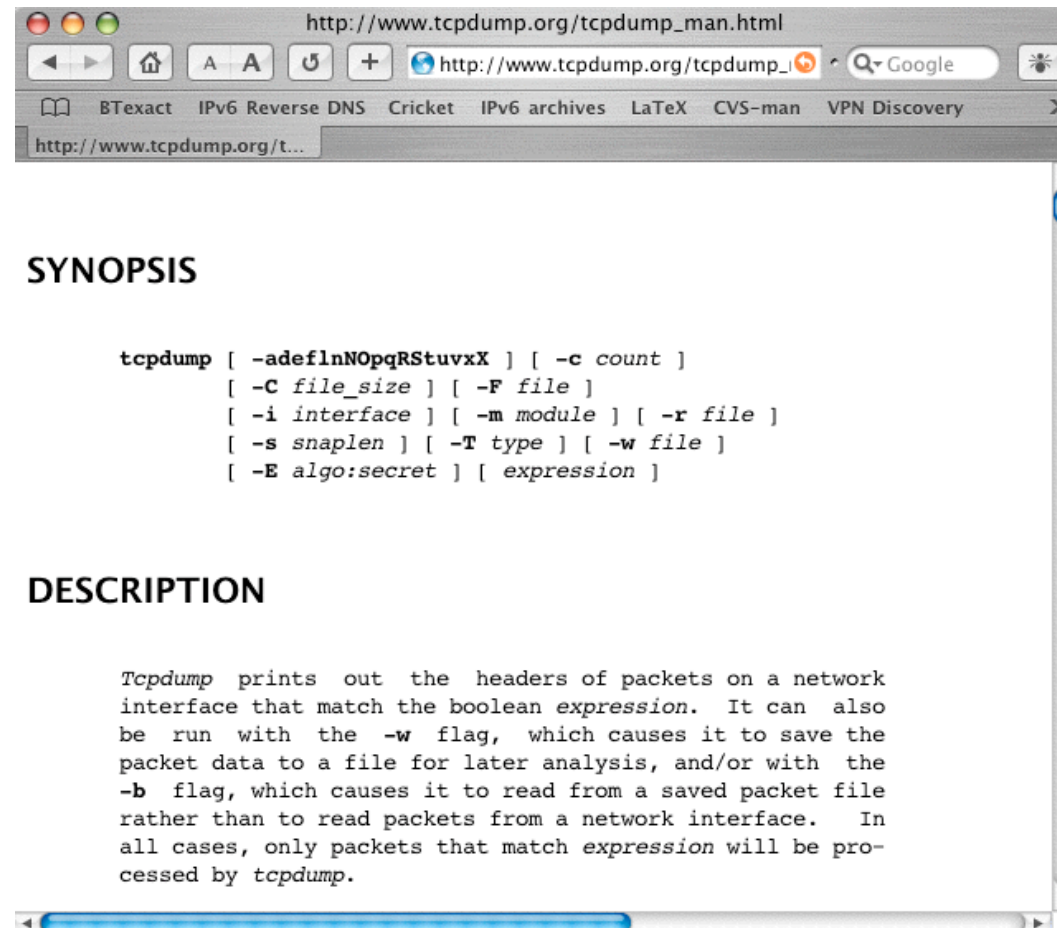 http://www.tcpdump.org/tcpdump_man.html
A A + http://www.tcpdump.org/tcpdump_ Q Google
BTexact IPv6 Reverse DNS Cricket IPv6 archives LaTeX CVS-man VPN Discovery
http://www.tcpdump.org/t...
SYNOPSIS
tcpdump [ -adeflnNOpqRStuvxX ] [ -c count ]
[ -C file_size ] [ -F file ]
[ -i interface ] [ -m module ] [ -r file ]
[ -s snaplen ] [ -T type ] [ -w file ]
[ -E algo:secret ] [ expression ]
DESCRIPTION
Tcpdump prints out the headers of packets on a network
interface that match the boolean expression. It can also
be run with the -w flag, which causes it to save the
packet data to a file for later analysis, and/or with the
-b flag, which causes it to read from a saved packet file
rather than to read packets from a network interface. In
all cases, only packets that match expression will be pro-
cessed by tcpdump.